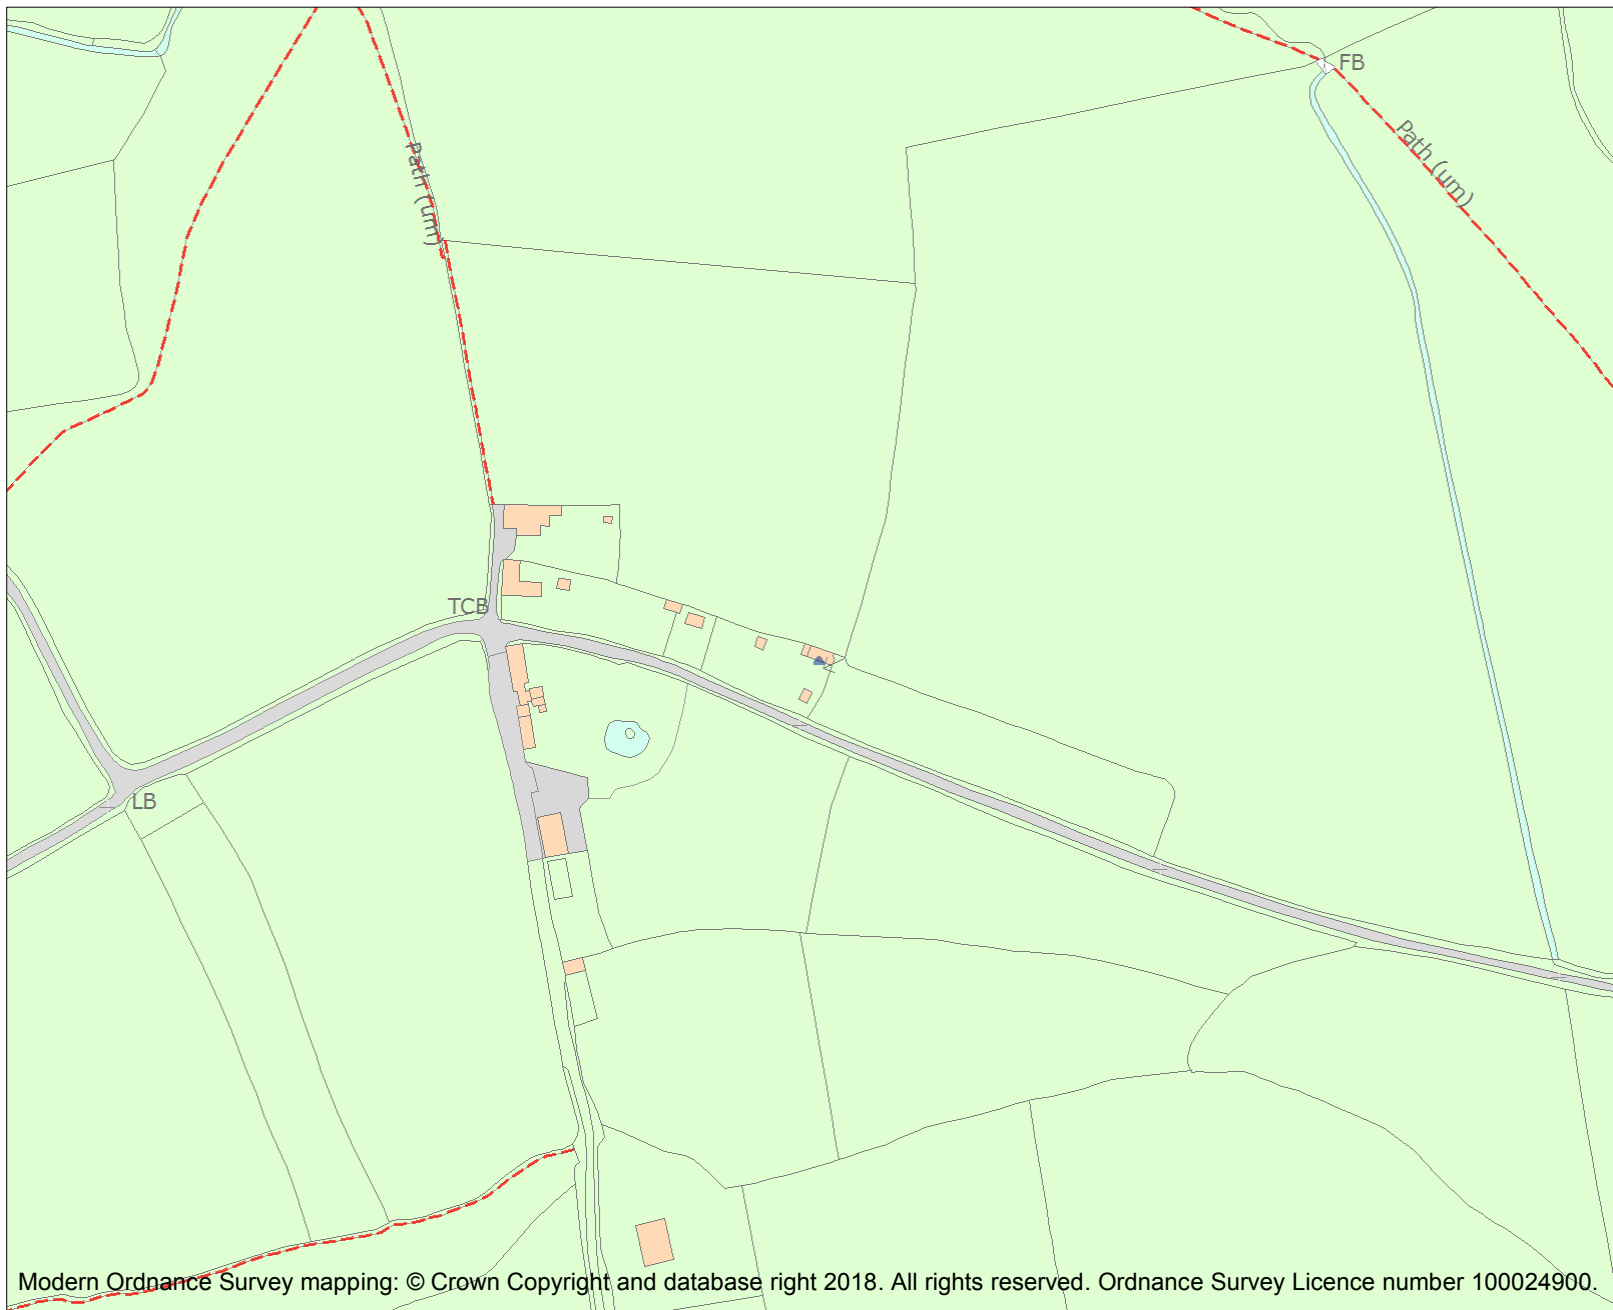 FB
Path (um)
Path (um)
TCB
LB
Modern Ordnance Survey mapping: © Crown Copyright and database right 2018. All rights reserved. Ordnance Survey Licence number 100024900.